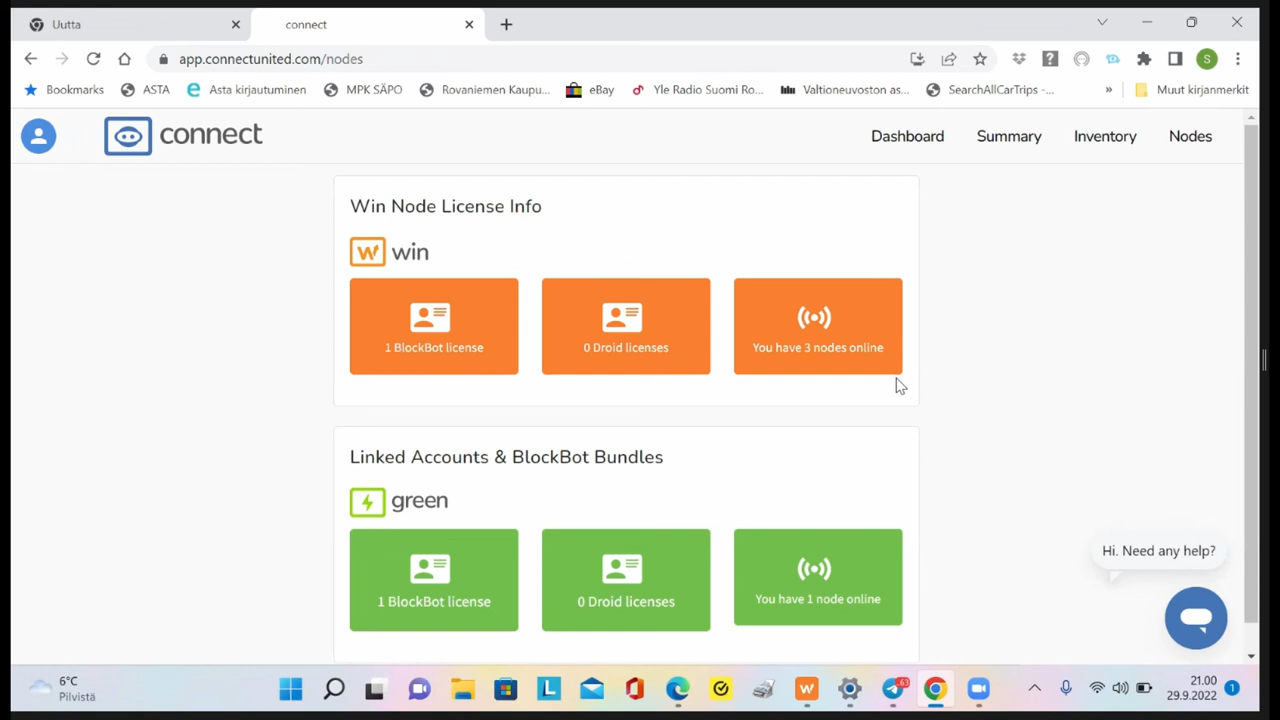 Uutta
connect
app.connectunited.com/nodes
S
Bookmarks
ASTA
Asta kirjautuminen
MPK SÄPO
Rovaniemen Kaupu...
eBay
Yle Radio Suomi Ro...
Valtioneuvoston as...
SearchAllCarTrips -...
»
Muut kirjanmerkit
connect
Dashboard
Summary
Inventory
Nodes
Win Node License Info
win
1 BlockBot license
0 Droid licenses
You have 3 nodes online
Linked Accounts & BlockBot Bundles
green
1 BlockBot license
0 Droid licenses
You have 1 node online
Hi. Need any help?
6°C
Pilvistä
63
21.00
29.9.2022
1